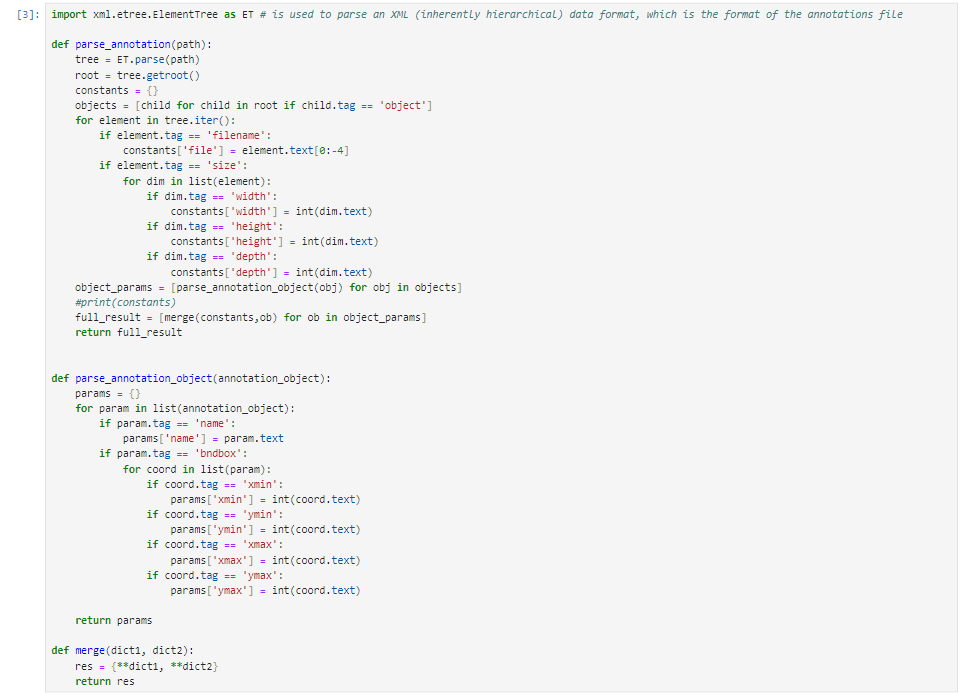 [3]: import xml.etree.ElementTree as ET # is used to parse an XML (inherently hierarchical) data format, which is the format of the annotations file

def parse_annotation(path):
    tree = ET.parse(path)
    root = tree.getroot()
    constants = {}
    objects = [child for child in root if child.tag == 'object']
    for element in tree.iter():
        if element.tag == 'filename':
            constants['file'] = element.text[0:-4]
        if element.tag == 'size':
            for dim in list(element):
                if dim.tag == 'width':
                    constants['width'] = int(dim.text)
                if dim.tag == 'height':
                    constants['height'] = int(dim.text)
                if dim.tag == 'depth':
                    constants['depth'] = int(dim.text)
    object_params = [parse_annotation_object(obj) for obj in objects]
    #print(constants)
    full_result = [merge(constants,ob) for ob in object_params]
    return full_result


def parse_annotation_object(annotation_object):
    params = {}
    for param in list(annotation_object):
        if param.tag == 'name':
            params['name'] = param.text
        if param.tag == 'bndbox':
            for coord in list(param):
                if coord.tag == 'xmin':
                    params['xmin'] = int(coord.text)
                if coord.tag == 'ymin':
                    params['ymin'] = int(coord.text)
                if coord.tag == 'xmax':
                    params['xmax'] = int(coord.text)
                if coord.tag == 'ymax':
                    params['ymax'] = int(coord.text)

    return params

def merge(dict1, dict2):
    res = {**dict1, **dict2}
    return res